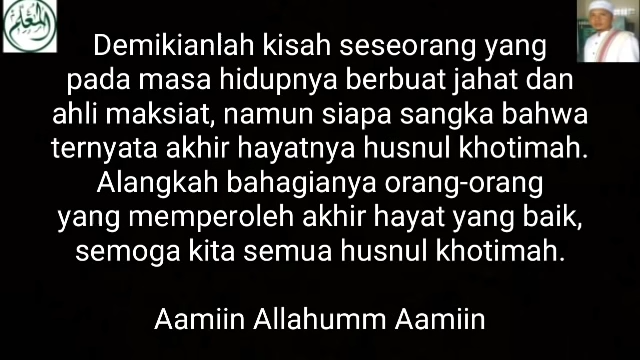 Demikianlah kisah seseorang yang
pada masa hidupnya berbuat jahat dan
ahli maksiat, namun siapa sangka bahwa
ternyata akhir hayatnya husnul khotimah.
Alangkah bahagianya orang-orang
yang memperoleh akhir hayat yang baik,
semoga kita semua husnul khotimah.
Aamiin Allahumm Aamiin